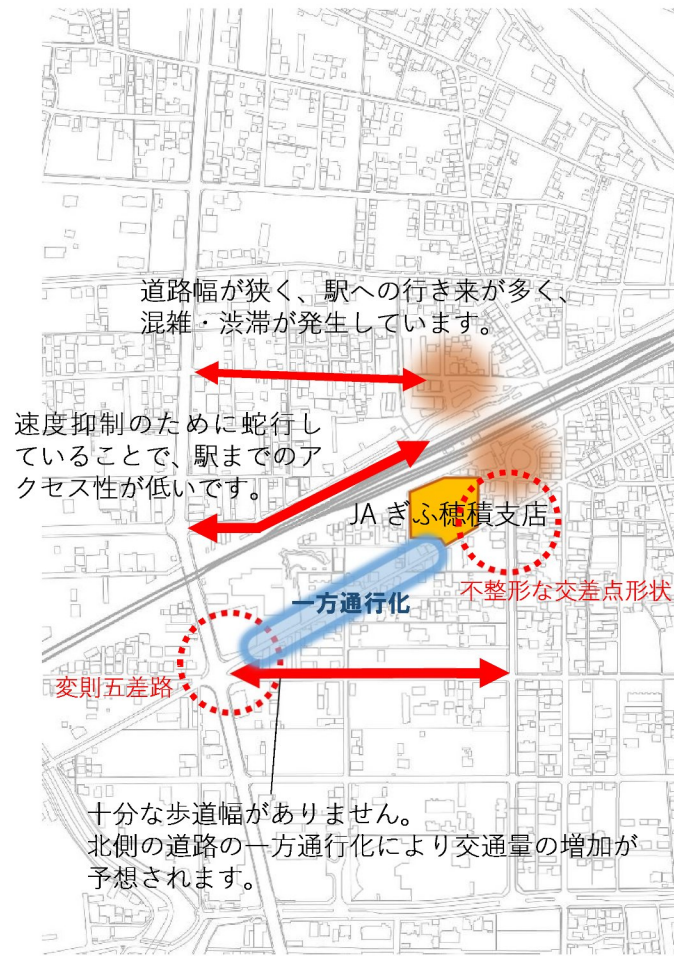 道路幅が狭く、駅への行き来が多く、
混雑・渋滞が発生しています。
速度抑制のために蛇行し
ていることで、駅までのア
クセス性が低いです。
JA ぎふ穂積支店
不整形な交差点形状
一方通行化
変則五差路
十分な歩道幅がありません。
北側の道路の一方通行化により交通量の増加が
予想されます。